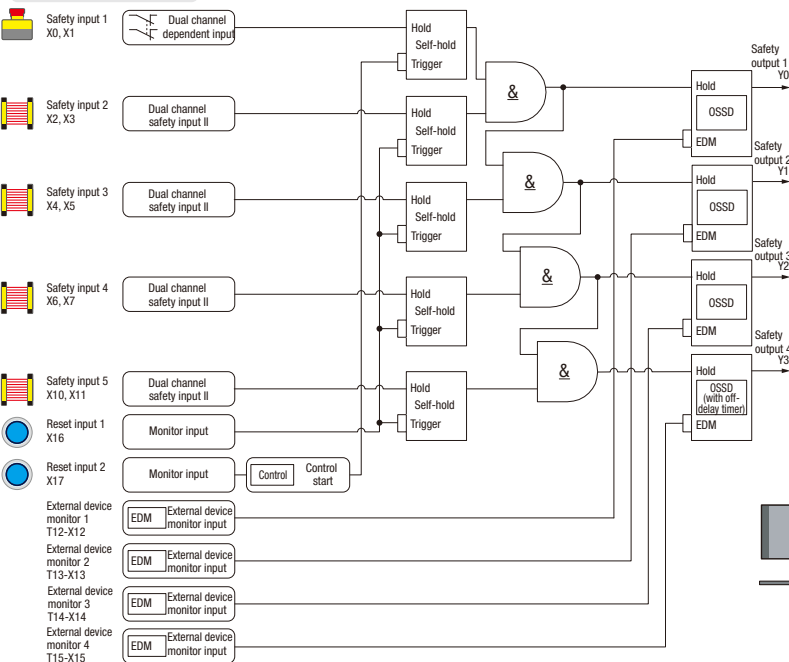 Safety input 1
X0, X1
Dual channel
dependent input
Hold
Self-hold
Trigger
&
Safety
output 1
Y0
Hold
OSSD
EDM
Safety input 2
X2, X3
Dual channel
safety input II
Hold
Self-hold
Trigger
&
Safety
output 2
Y1
Hold
OSSD
EDM
Safety input 3
X4, X5
Dual channel
safety input II
Hold
Self-hold
Trigger
&
Safety
output 3
Y2
Hold
OSSD
EDM
Safety input 4
X6, X7
Dual channel
safety input II
Hold
Self-hold
Trigger
&
Safety
output 4
Y3
Hold
OSSD
(with off-
delay timer)
EDM
Safety input 5
X10, X11
Dual channel
safety input II
Hold
Self-hold
Trigger
Reset input 1
X16
Monitor input
Reset input 2
X17
Monitor input
Control
Control
start
External device
monitor 1
T12-X12
EDM
External device
monitor input
External device
monitor 2
T13-X13
EDM
External device
monitor input
External device
monitor 3
T14-X14
EDM
External device
monitor input
External device
monitor 4
T15-X15
EDM
External device
monitor input